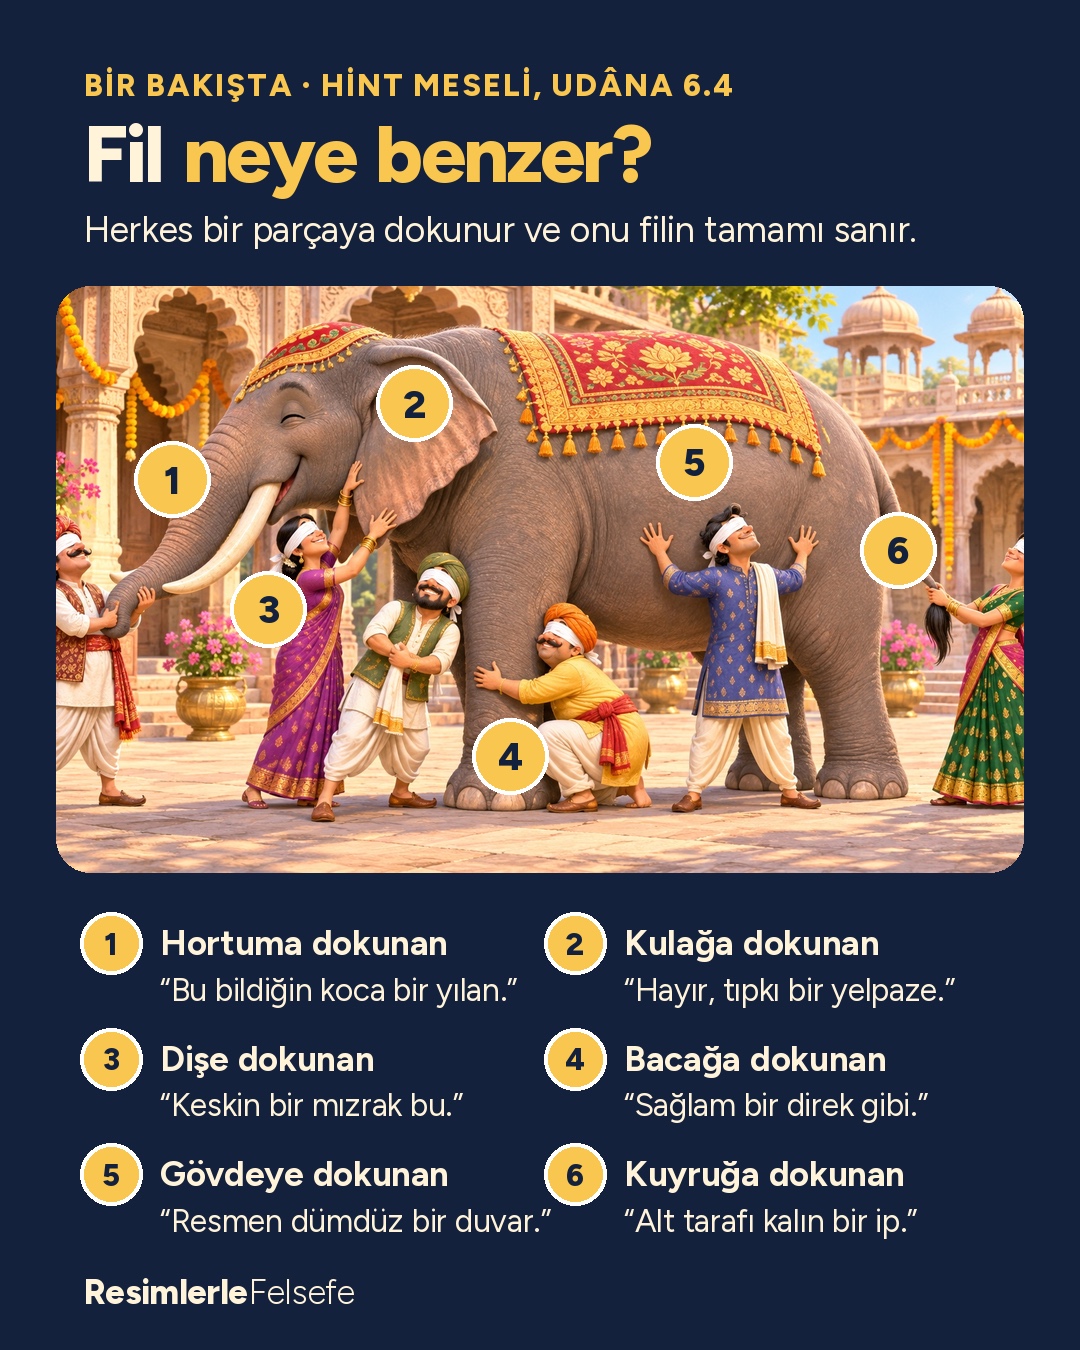 BİR BAKIŞTA · HİNT MESELİ, UDÂNA 6.4
Fil neye benzer?
Herkes bir parçaya dokunur ve onu filin tamamı sanır.
1
2
3
4
5
6
1 Hortuma dokunan
“Bu bildiğin koca bir yılan.”
2 Kulağa dokunan
“Hayır, tıpkı bir yelpaze.”
3 Dişe dokunan
“Keskin bir mızrak bu.”
4 Bacağa dokunan
“Sağlam bir direk gibi.”
5 Gövdeye dokunan
“Resmen dümdüz bir duvar.”
6 Kuyruğa dokunan
“Alt tarafı kalın bir ip.”
ResimlerleFelsefe